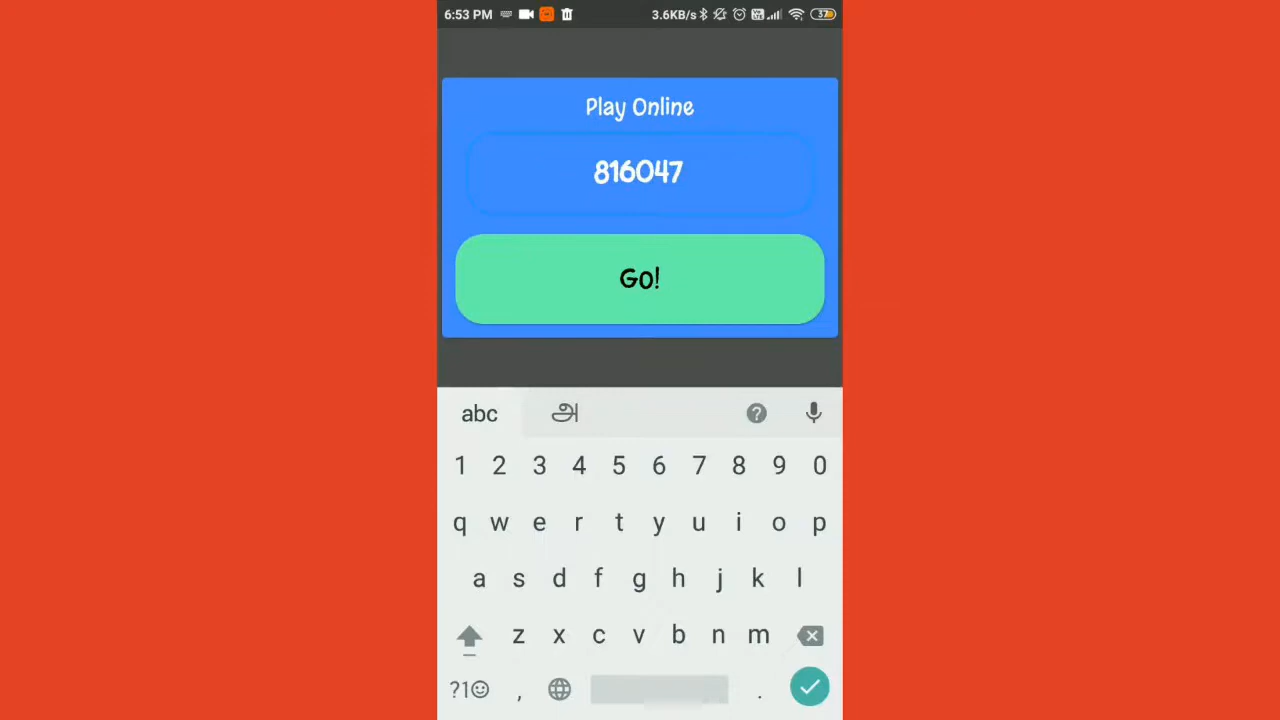 6:53 PM 3.6KB/s 37
Play Online
816047
Go!
abc அ
1 2 3 4 5 6 7 8 9 0
q w e r t y u i o p
a s d f g h j k l
z x c v b n m
?1☺ , .